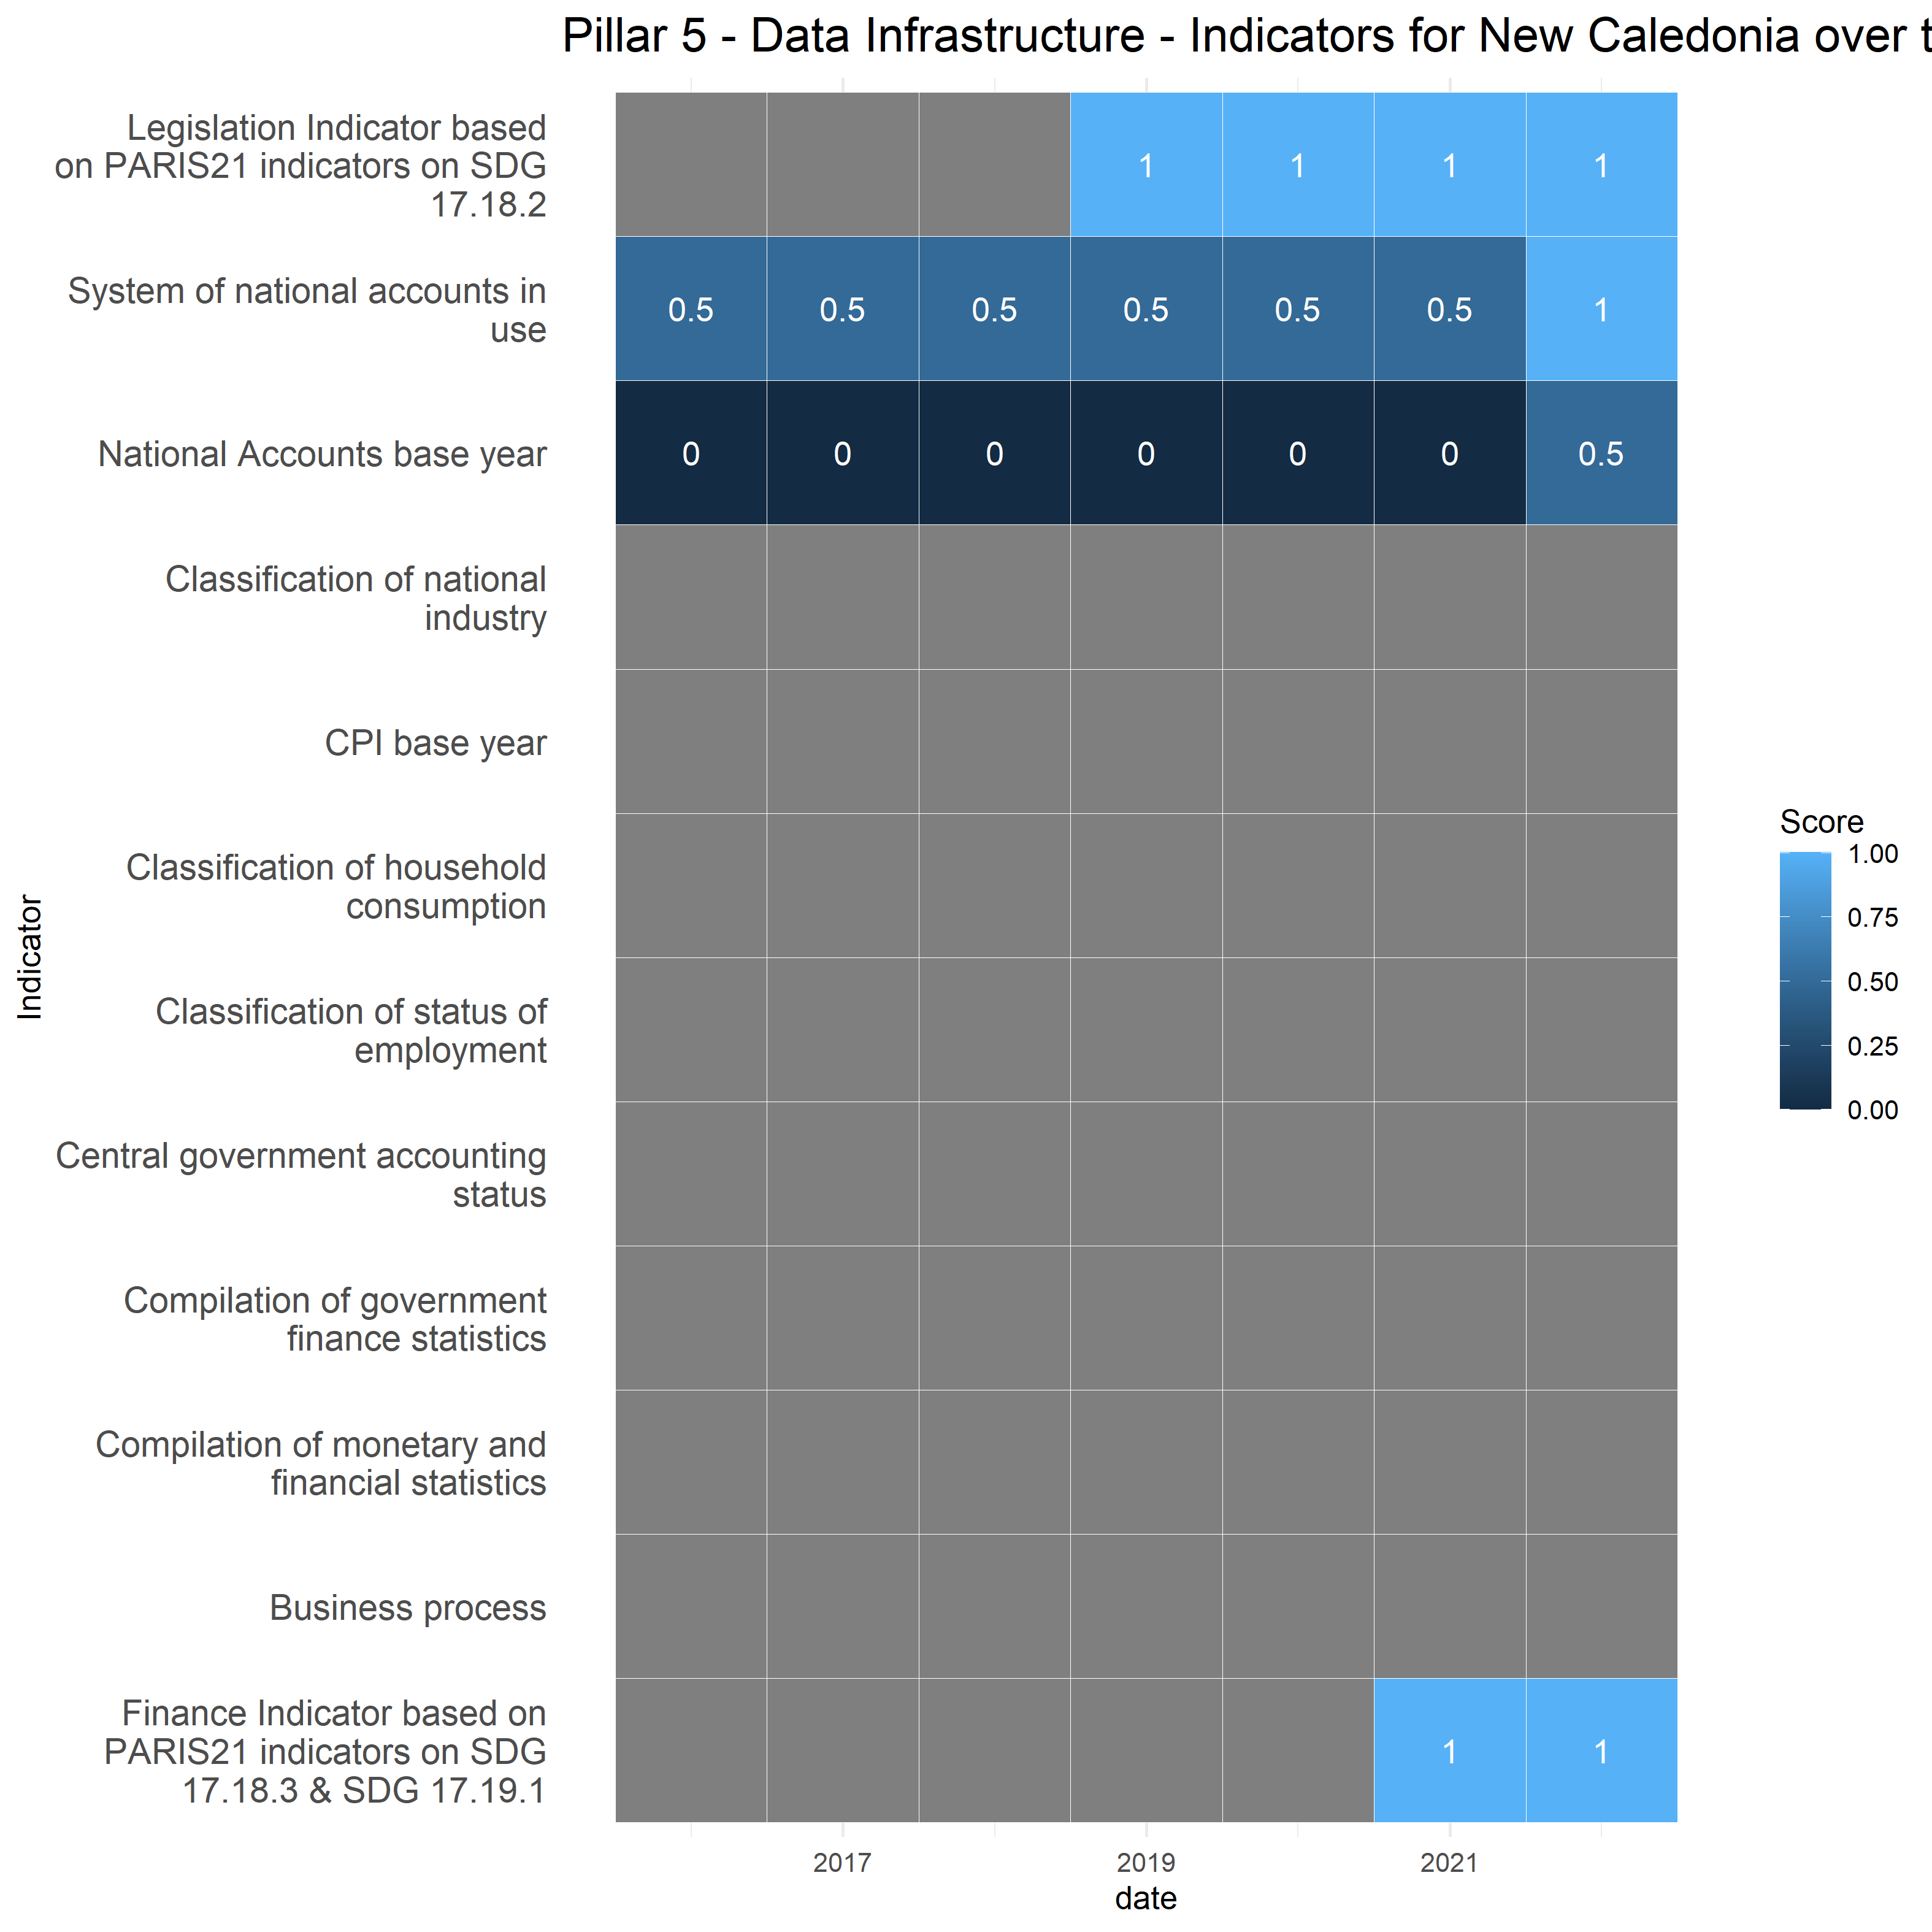 Pillar 5 - Data Infrastructure - Indicators for New Caledonia over t
Legislation Indicator based
on PARIS21 indicators on SDG
17.18.2
1 1 1 1
System of national accounts in
use
0.5 0.5 0.5 0.5 0.5 0.5 1
National Accounts base year
0 0 0 0 0 0 0.5
Classification of national
industry
CPI base year
Classification of household
consumption
Classification of status of
employment
Central government accounting
status
Compilation of government
finance statistics
Compilation of monetary and
financial statistics
Business process
Finance Indicator based on
PARIS21 indicators on SDG
17.18.3 & SDG 17.19.1
1 1
Indicator
2017 2019 2021
date
Score
1.00
0.75
0.50
0.25
0.00